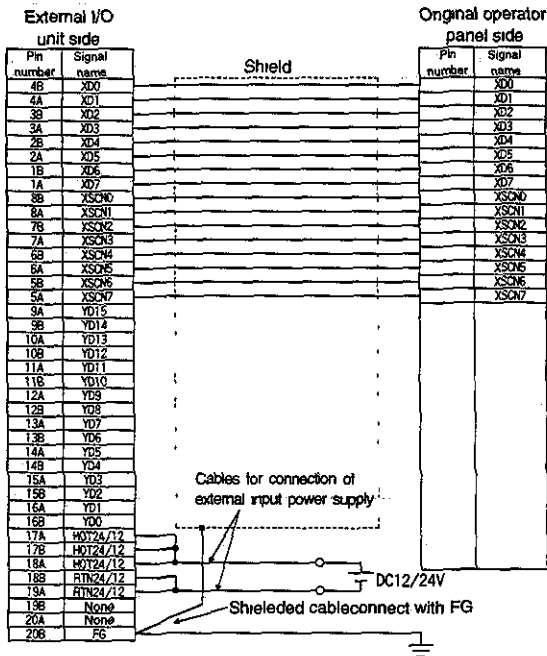 External I/O
unit side
Original operator
panel side
Pin
number
Signal
name
Shield
Pin
number
Signal
name
4B XD0 XD0
4A XD1 XD1
3B XD2 XD2
3A XD3 XD3
2B XD4 XD4
2A XD5 XD5
1B XD6 XD6
1A XD7 XD7
8B XSCN0 XSCN0
8A XSCN1 XSCN1
7B XSCN2 XSCN2
7A XSCN3 XSCN3
6B XSCN4 XSCN4
6A XSCN5 XSCN5
5B XSCN6 XSCN6
5A XSCN7 XSCN7
9A YD15
9B YD14
10A YD13
10B YD12
11A YD11
11B YD10
12A YD9
12B YD8
13A YD7
13B YD6
14A YD5
14B YD4
15A YD3
15B YD2
16A YD1
16B YD0
17A HOT24/12
17B HOT24/12
18A HOT24/12
18B RTN24/12
19A RTN24/12
19B None
20A None
20B FG
Cables for connection of
external input power supply
DC12/24V
Shieleded cableconnect with FG